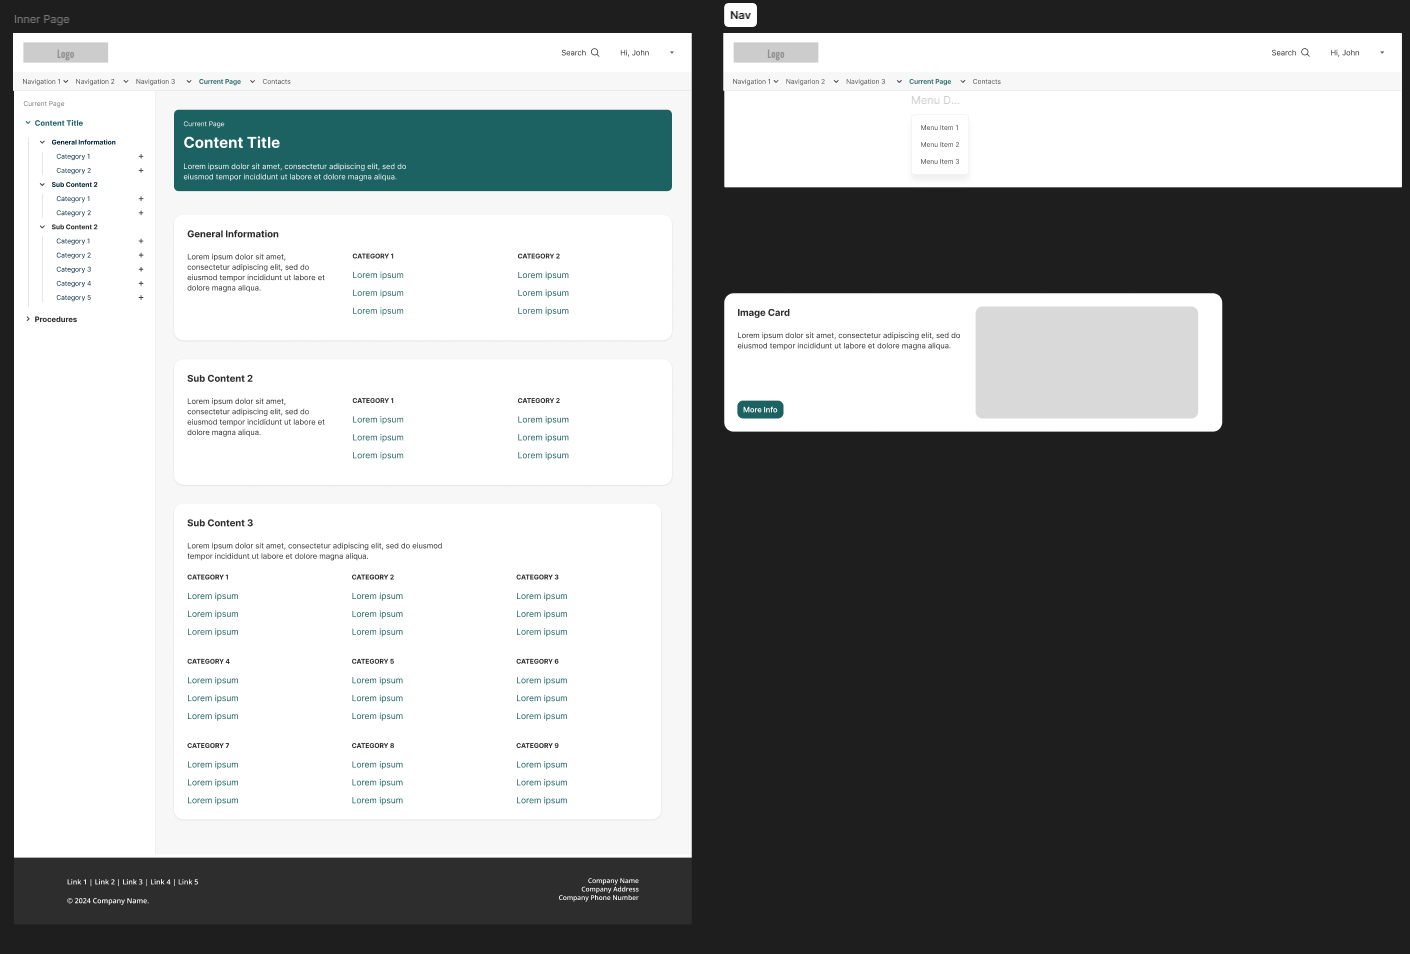 Inner Page
Logo
Search
Hi, John
Navigation 1
Navigation 2
Navigation 3
Current Page
Contacts
Current Page
Content Title
General Information
Category 1
Category 2
Sub Content 2
Category 1
Category 2
Sub Content 2
Category 1
Category 2
Category 3
Category 4
Category 5
Procedures
Current Page
Content Title
Lorem ipsum dolor sit amet, consectetur adipiscing elit, sed do
eiusmod tempor incididunt ut labore et dolore magna aliqua.
General Information
Lorem ipsum dolor sit amet,
consectetur adipiscing elit, sed do
eiusmod tempor incididunt ut labore et
dolore magna aliqua.
CATEGORY 1
Lorem ipsum
Lorem ipsum
Lorem ipsum
CATEGORY 2
Lorem ipsum
Lorem ipsum
Lorem ipsum
Sub Content 2
Lorem ipsum dolor sit amet,
consectetur adipiscing elit, sed do
eiusmod tempor incididunt ut labore et
dolore magna aliqua.
CATEGORY 1
Lorem ipsum
Lorem ipsum
Lorem ipsum
CATEGORY 2
Lorem ipsum
Lorem ipsum
Lorem ipsum
Sub Content 3
Lorem ipsum dolor sit amet, consectetur adipiscing elit, sed do eiusmod
tempor incididunt ut labore et dolore magna aliqua.
CATEGORY 1
Lorem ipsum
Lorem ipsum
Lorem ipsum
CATEGORY 2
Lorem ipsum
Lorem ipsum
Lorem ipsum
CATEGORY 3
Lorem ipsum
Lorem ipsum
Lorem ipsum
CATEGORY 4
Lorem ipsum
Lorem ipsum
Lorem ipsum
CATEGORY 5
Lorem ipsum
Lorem ipsum
Lorem ipsum
CATEGORY 6
Lorem ipsum
Lorem ipsum
Lorem ipsum
CATEGORY 7
Lorem ipsum
Lorem ipsum
Lorem ipsum
CATEGORY 8
Lorem ipsum
Lorem ipsum
Lorem ipsum
CATEGORY 9
Lorem ipsum
Lorem ipsum
Lorem ipsum
Link 1 | Link 2 | Link 3 | Link 4 | Link 5
© 2024 Company Name.
Company Name
Company Address
Company Phone Number
Nav
Logo
Search
Hi, John
Navigation 1
Navigarion 2
Navigation 3
Current Page
Contacts
Menu D...
Menu Item 1
Menu Item 2
Menu Item 3
Image Card
Lorem ipsum dolor sit amet, consectetur adipiscing elit, sed do
eiusmod tempor incididunt ut labore et dolore magna aliqua.
More Info